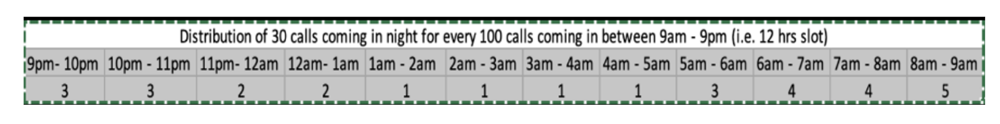 Distribution of 30 calls coming in night for every 100 calls coming in between 9am - 9pm (i.e. 12 hrs slot)
9pm- 10pm 10pm - 11pm 11pm- 12am 12am- 1am 1am - 2am 2am - 3am 3am - 4am 4am - 5am 5am - 6am 6am - 7am 7am - 8am 8am - 9am
3 3 2 2 1 1 1 1 3 4 4 5